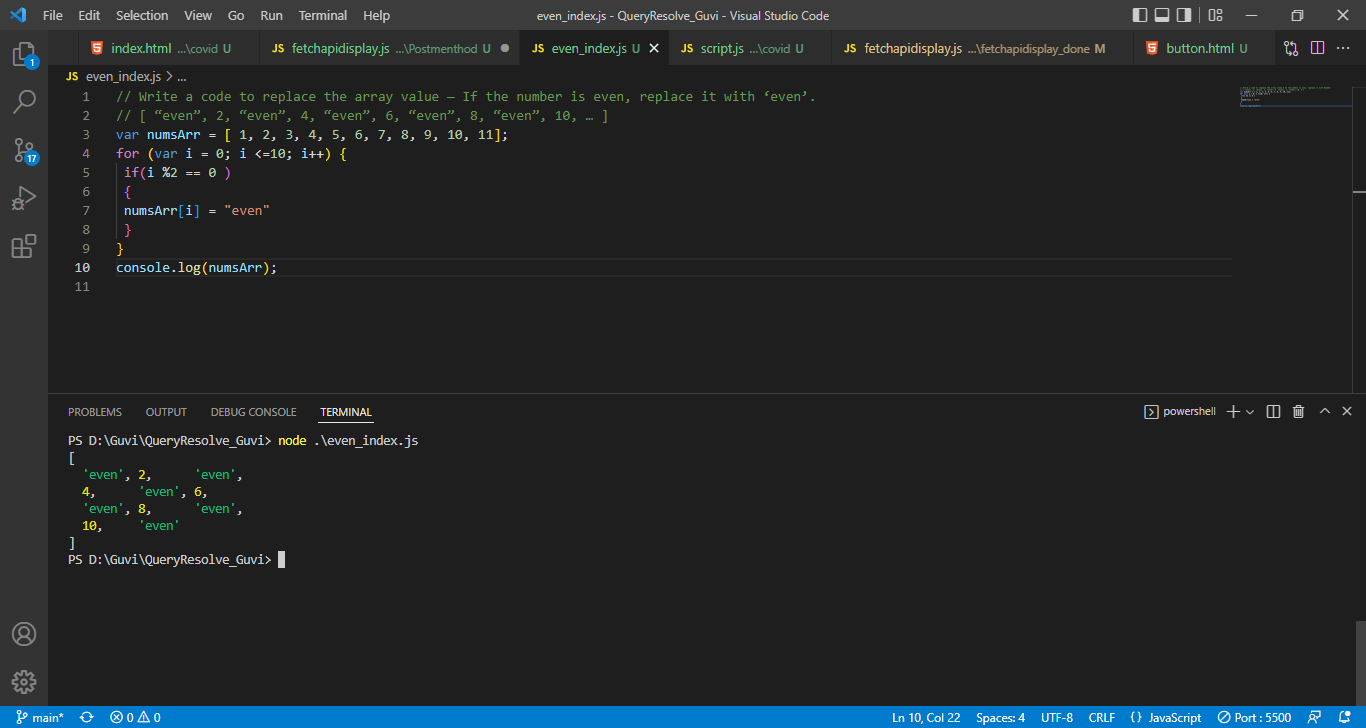 File Edit Selection View Go Run Terminal Help even_index.js - QueryResolve_Guvi - Visual Studio Code
index.html ...\covid U JS fetchapidisplay.js ...\Postmenthod U JS even_index.js U JS script.js ...\covid U JS fetchapidisplay.js ...\fetchapidisplay_done M button.html U
JS even_index.js > ...
1 // Write a code to replace the array value — If the number is even, replace it with ‘even’.
2 // [ “even”, 2, “even”, 4, “even”, 6, “even”, 8, “even”, 10, … ]
3 var numsArr = [ 1, 2, 3, 4, 5, 6, 7, 8, 9, 10, 11];
4 for (var i = 0; i <=10; i++) {
5 if(i %2 == 0 )
6 {
7 numsArr[i] = "even"
8 }
9 }
10 console.log(numsArr);
11
1
17
PROBLEMS OUTPUT DEBUG CONSOLE TERMINAL powershell
PS D:\Guvi\QueryResolve_Guvi> node .\even_index.js
[
'even', 2, 'even',
4, 'even', 6,
'even', 8, 'even',
10, 'even'
]
PS D:\Guvi\QueryResolve_Guvi>
main* 0 0 Ln 10, Col 22 Spaces: 4 UTF-8 CRLF {} JavaScript Port : 5500